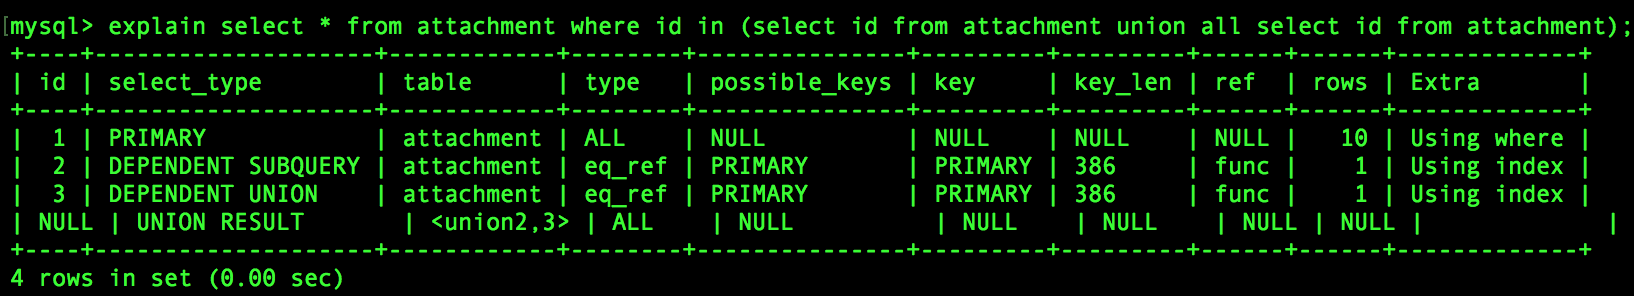 [mysql> explain select * from attachment where id in (select id from attachment union all select id from attachment);
+----+--------------------+------------+--------+---------------+---------+---------+------+------+-------------+
| id | select_type        | table      | type   | possible_keys | key     | key_len | ref  | rows | Extra       |
+----+--------------------+------------+--------+---------------+---------+---------+------+------+-------------+
|  1 | PRIMARY            | attachment | ALL    | NULL          | NULL    | NULL    | NULL |   10 | Using where |
|  2 | DEPENDENT SUBQUERY | attachment | eq_ref | PRIMARY       | PRIMARY | 386     | func |    1 | Using index |
|  3 | DEPENDENT UNION    | attachment | eq_ref | PRIMARY       | PRIMARY | 386     | func |    1 | Using index |
| NULL | UNION RESULT       | <union2,3> | ALL    | NULL          | NULL    | NULL    | NULL | NULL |             |
+----+--------------------+------------+--------+---------------+---------+---------+------+------+-------------+
4 rows in set (0.00 sec)